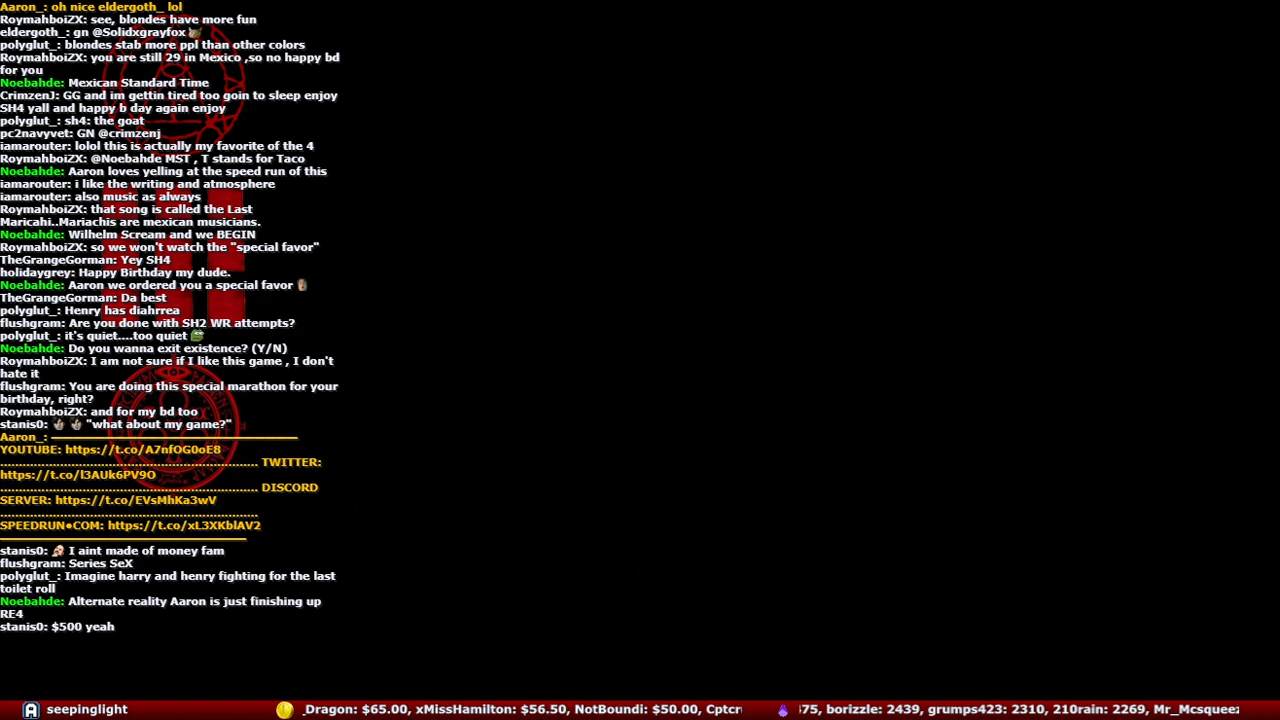 Aaron_: oh nice eldergoth_ lol
RoymahboiZX: see, blondes have more fun
eldergoth_: gn @Solidxgrayfox
polyglut_: blondes stab more ppl than other colors
RoymahboiZX: you are still 29 in Mexico ,so no happy bd
for you
Noebahde: Mexican Standard Time
CrimzenJ: GG and im gettin tired too goin to sleep enjoy
SH4 yall and happy b day again enjoy
polyglut_: sh4: the goat
pc2navyvet: GN @crimzenj
iamarouter: lolol this is actually my favorite of the 4
RoymahboiZX: @Noebahde MST , T stands for Taco
Noebahde: Aaron loves yelling at the speed run of this
iamarouter: i like the writing and atmosphere
iamarouter: also music as always
RoymahboiZX: that song is called the Last
Maricahi..Mariachis are mexican musicians.
Noebahde: Wilhelm Scream and we BEGIN
RoymahboiZX: so we won't watch the "special favor"
TheGrangeGorman: Yey SH4
holidaygrey: Happy Birthday my dude.
Noebahde: Aaron we ordered you a special favor
TheGrangeGorman: Da best
polyglut_: Henry has diahrrea
flushgram: Are you done with SH2 WR attempts?
polyglut_: it's quiet....too quiet
Noebahde: Do you wanna exit existence? (Y/N)
RoymahboiZX: I am not sure if I like this game , I don't
hate it
flushgram: You are doing this special marathon for your
birthday, right?
RoymahboiZX: and for my bd too
stanis0: "what about my game?"
Aaron_: —————————————————————
YOUTUBE: https://t.co/A7nfOG0oE8
..................................................................... TWITTER:
https://t.co/l3AUk6PV9O
..................................................................... DISCORD
SERVER: https://t.co/EVsMhKa3wV
.....................................................................
SPEEDRUN●COM: https://t.co/xL3XKblAV2
—————————————————————
stanis0: I aint made of money fam
flushgram: Series SeX
polyglut_: Imagine harry and henry fighting for the last
toilet roll
Noebahde: Alternate reality Aaron is just finishing up
RE4
stanis0: $500 yeah
A seepinglight _Dragon: $65.00, xMissHamilton: $56.50, NotBoundi: $50.00, Cptcr 475, borizzle: 2439, grumps423: 2310, 210rain: 2269, Mr_Mcsqueez